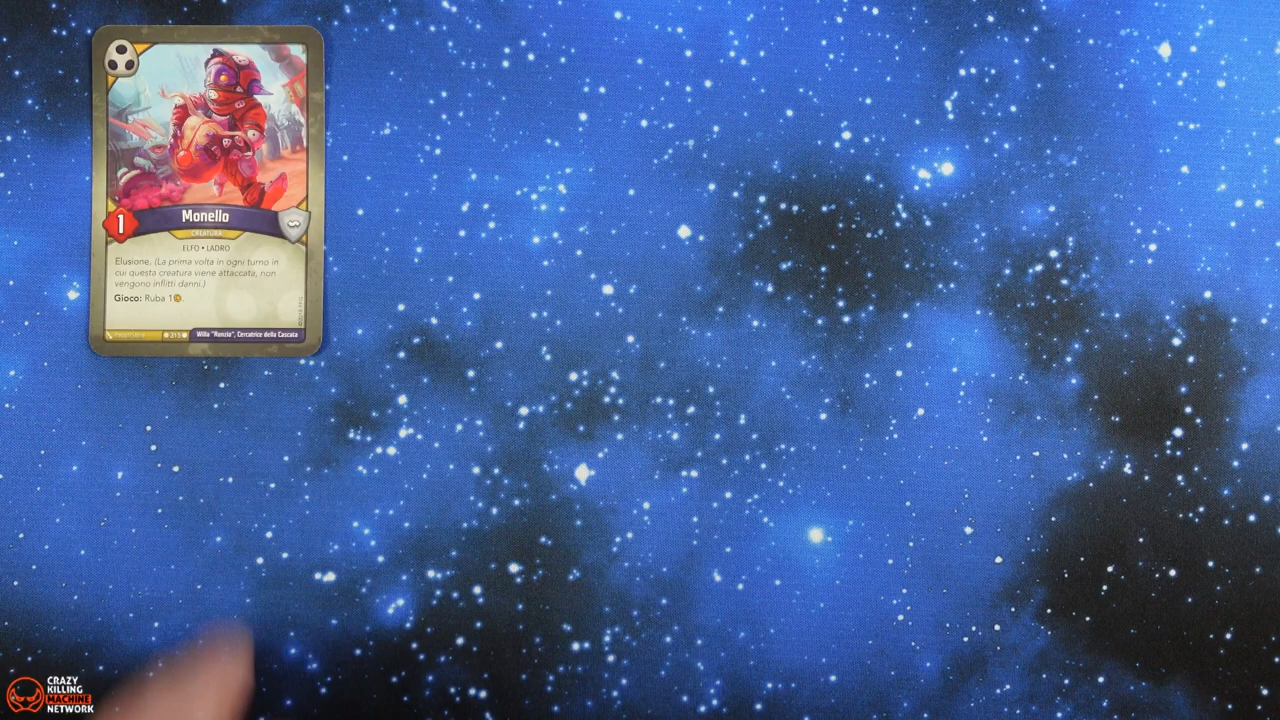 1
Monello
CREATURA
ELFO • LADRO
Elusione. (La prima volta in ogni turno in
cui questa creatura viene attaccata, non
vengono inflitti danni.)
Gioco: Ruba 1
Willa "Ronzio", Cercatrice della Cascata
CRAZY
KILLING
MACHINE
NETWORK